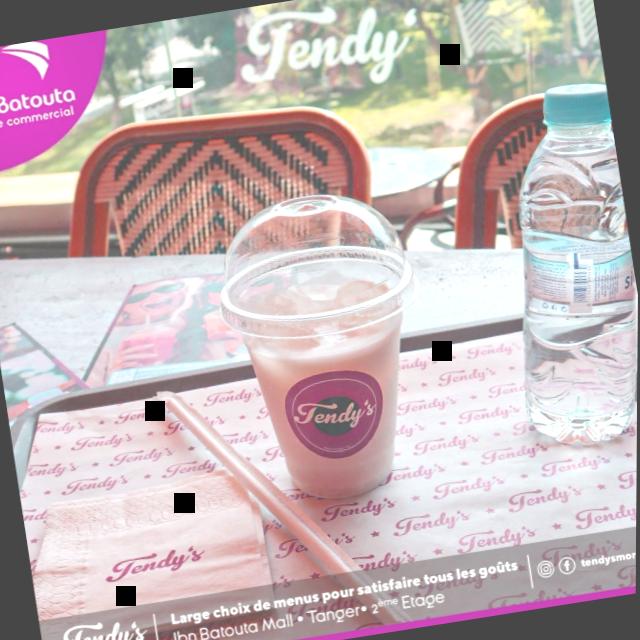 Tendy'
Batouta
commercial
Tendy's
Tendy's
Tendy's
Large choix de menus pour satisfaire tous les goûts
Ibn Batouta Mall • Tanger • 2ème Etage
tendysmor